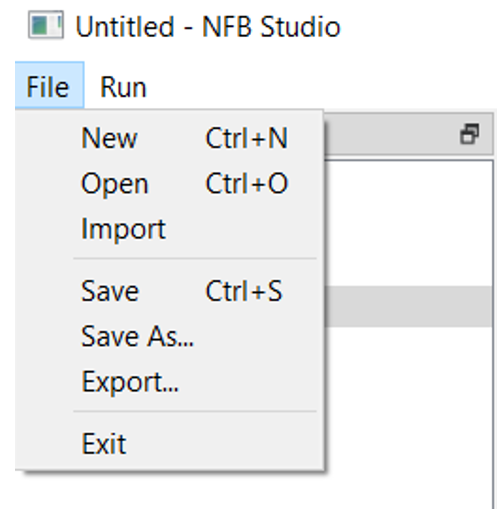 Untitled - NFB Studio
File Run
New Ctrl+N
Open Ctrl+O
Import
Save Ctrl+S
Save As...
Export...
Exit